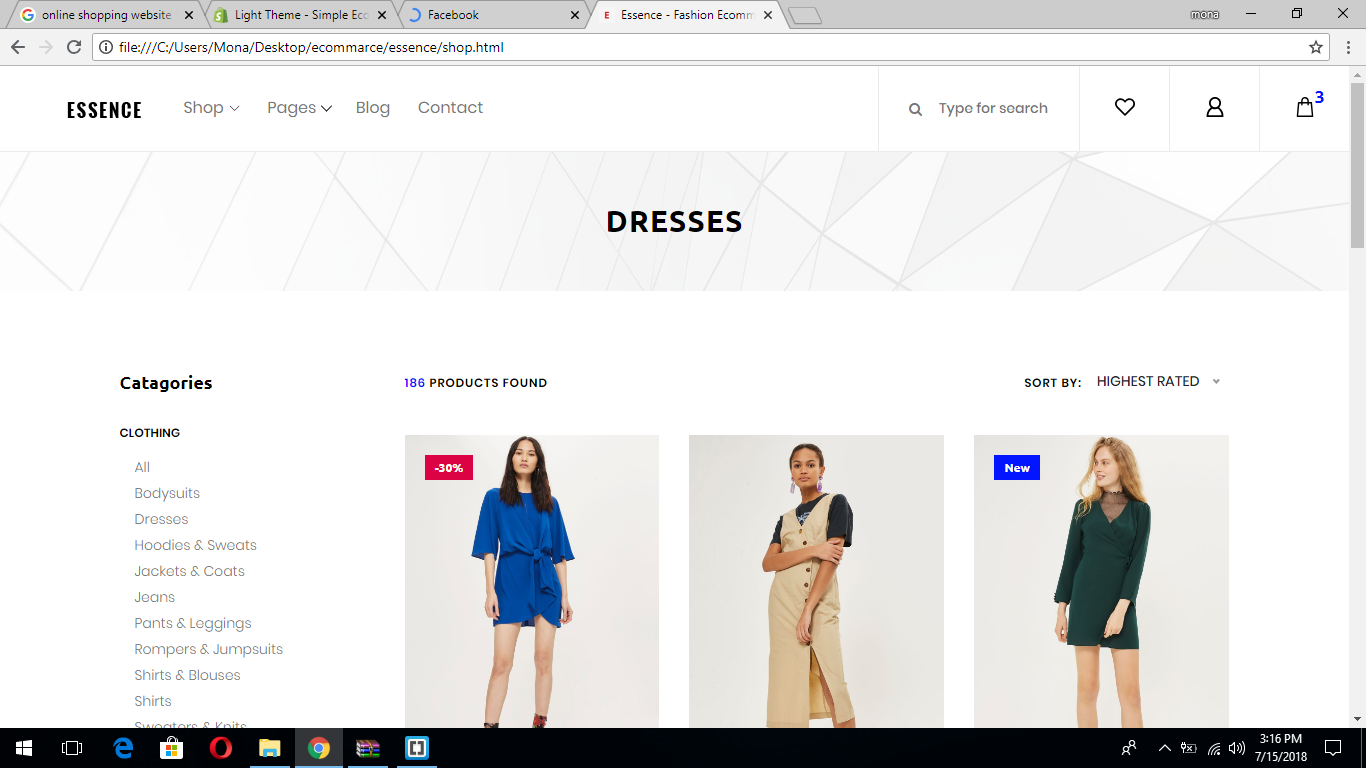 online shopping website
Light Theme - Simple Eco
Facebook
E Essence - Fashion Ecomm
mona
file:///C:/Users/Mona/Desktop/ecommarce/essence/shop.html
ESSENCE
Shop
Pages
Blog
Contact
Type for search
3
DRESSES
Catagories
186 PRODUCTS FOUND
SORT BY: HIGHEST RATED
CLOTHING
-30%
New
All
Bodysuits
Dresses
Hoodies & Sweats
Jackets & Coats
Jeans
Pants & Leggings
Rompers & Jumpsuits
Shirts & Blouses
Shirts
Sweaters & Knits
3:16 PM
7/15/2018